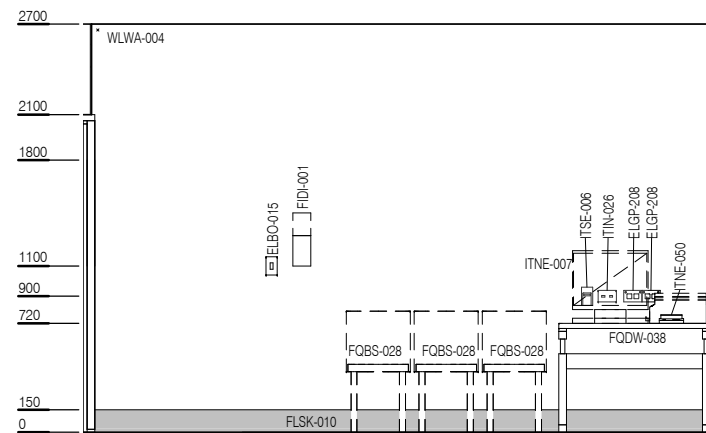 2700
WLWA-004
2100
1800
ELBO-015
FIDI-001
ITSE-006
ITIN-026
ELGP-208
ELGP-208
1100
ITNE-007
ITNE-050
900
720
FQBS-028
FQBS-028
FQBS-028
FQDW-038
150
FLSK-010
0